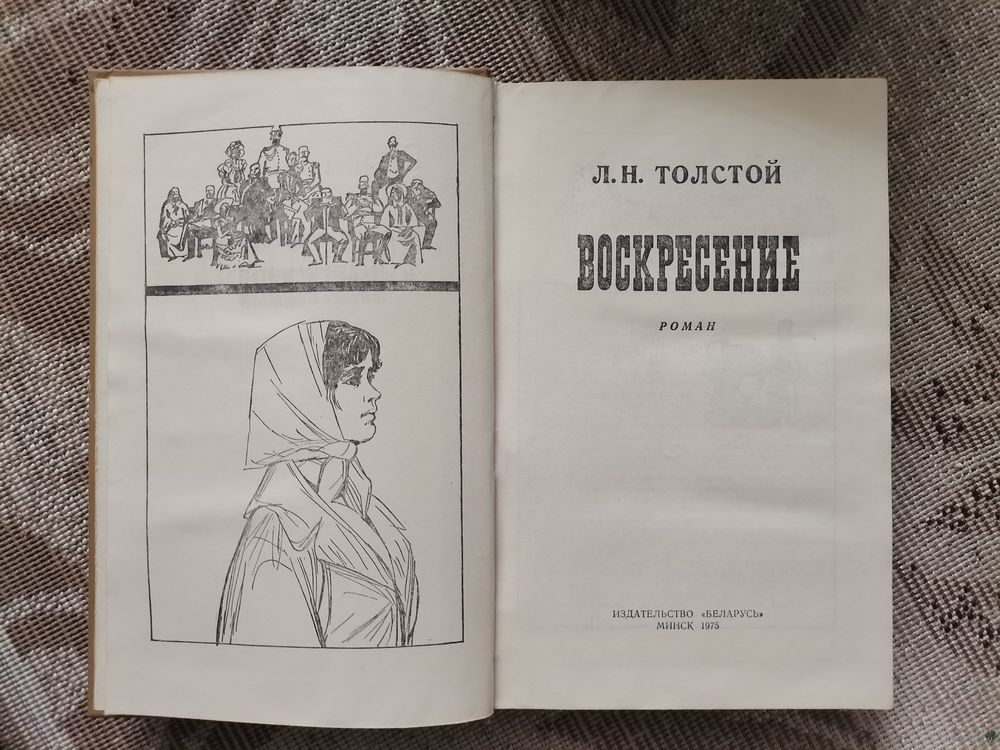 Л.Н. ТОЛСТОЙ
ВОСКРЕСЕНИЕ
РОМАН
ИЗДАТЕЛЬСТВО «БЕЛАРУСЬ»
МИНСК 1975